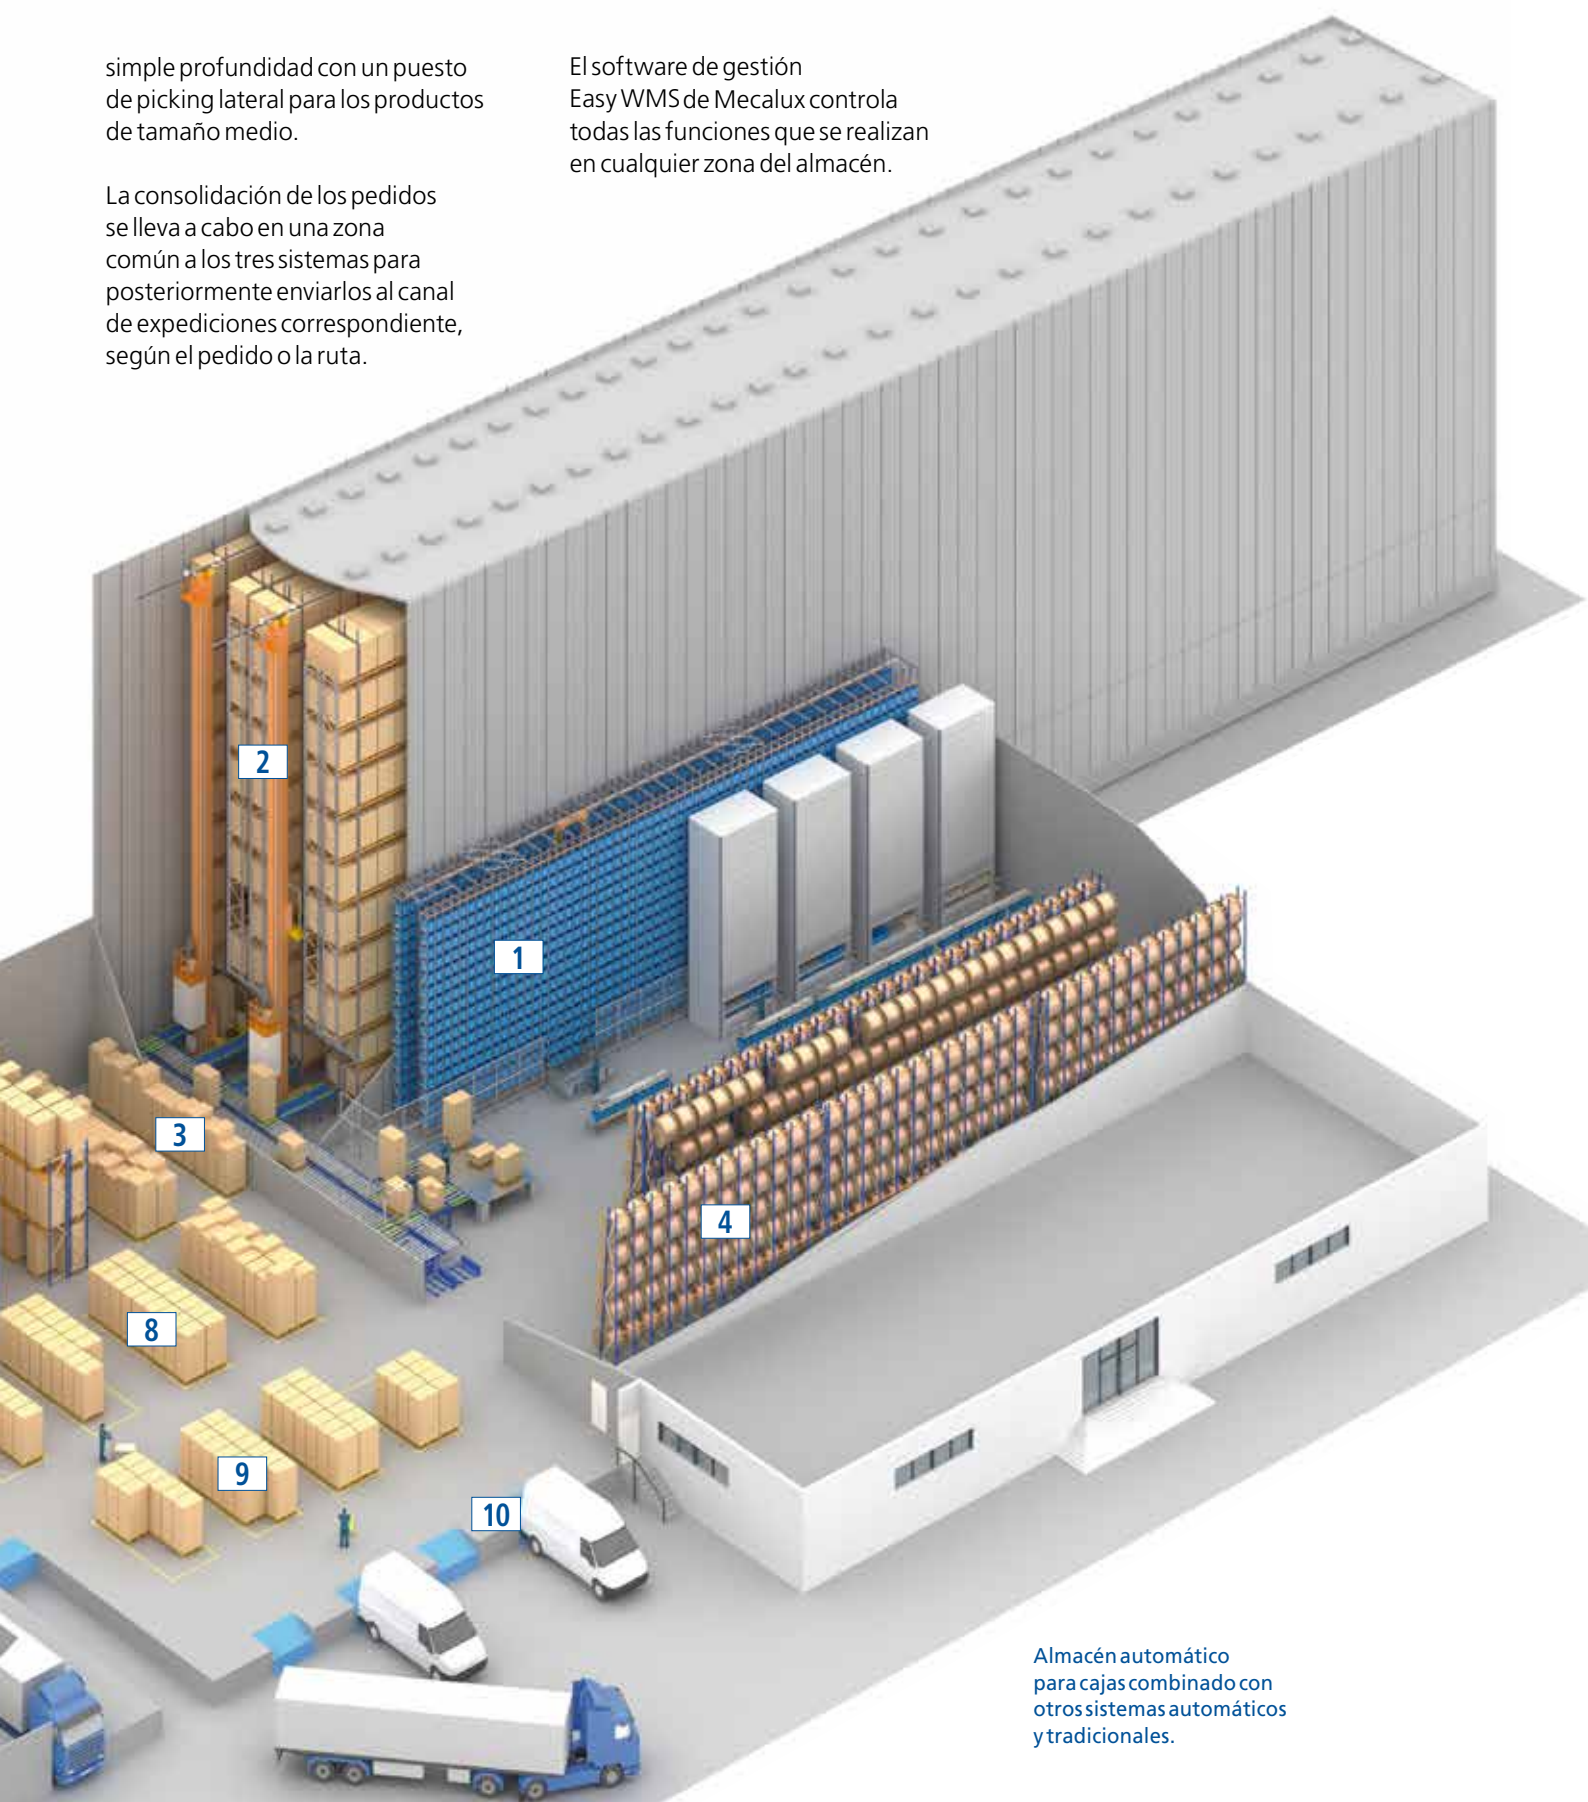 simple profundidad con un puesto
de picking lateral para los productos
de tamaño medio.
La consolidación de los pedidos
se lleva a cabo en una zona
común a los tres sistemas para
posteriormente enviarlos al canal
de expediciones correspondiente,
según el pedido o la ruta.
El software de gestión
Easy WMS de Mecalux controla
todas las funciones que se realizan
en cualquier zona del almacén.
2
1
3
4
8
9
10
Almacén automático
para cajas combinado con
otros sistemas automáticos
y tradicionales.